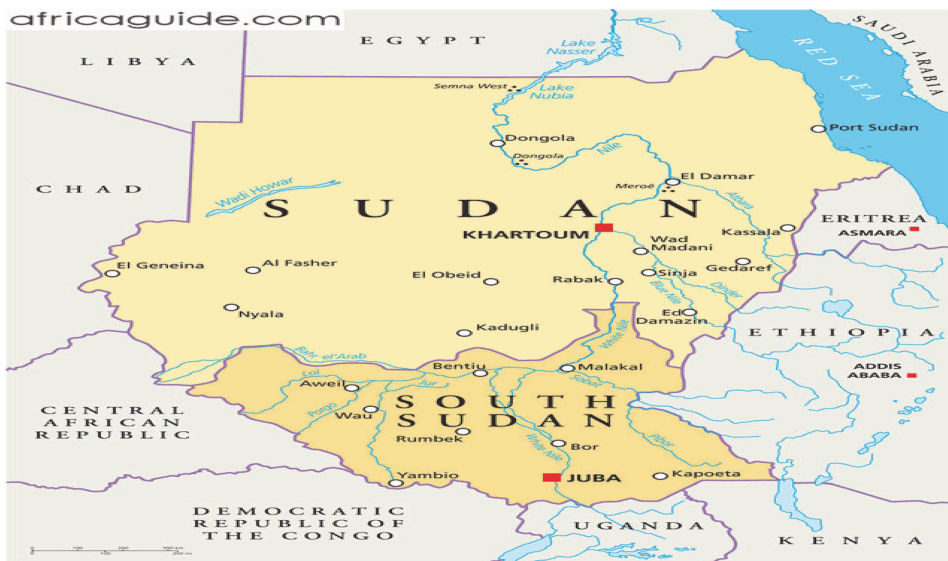 africaguide.com
EGYPT
LIBYA
SAUDI ARABIA
RED SEA
Lake
Nasser
Semna West
Lake
Nubia
Dongola
Dongola
Nile
Port Sudan
CHAD
Wadi Howar
El Damar
Meroë
Atbara
SUDAN
ERITREA
ASMARA
KHARTOUM
Kassala
Wad
Madani
El Geneina
Al Fasher
El Obeid
Rabak
Sinja
Gedaref
Blue Nile
Dinder
Nyala
Ed
Damazin
Kadugli
White Nile
ETHIOPIA
Bahr el'Arab
Bentiu
Malakal
ADDIS
ABABA
Lol
Aweil
Jur
Sobat
Pongo
Wau
SOUTH
SUDAN
CENTRAL
AFRICAN
REPUBLIC
Rumbek
White Nile
Bor
Pibor
Yambio
JUBA
Kapoeta
DEMOCRATIC
REPUBLIC OF
THE CONGO
UGANDA
KENYA